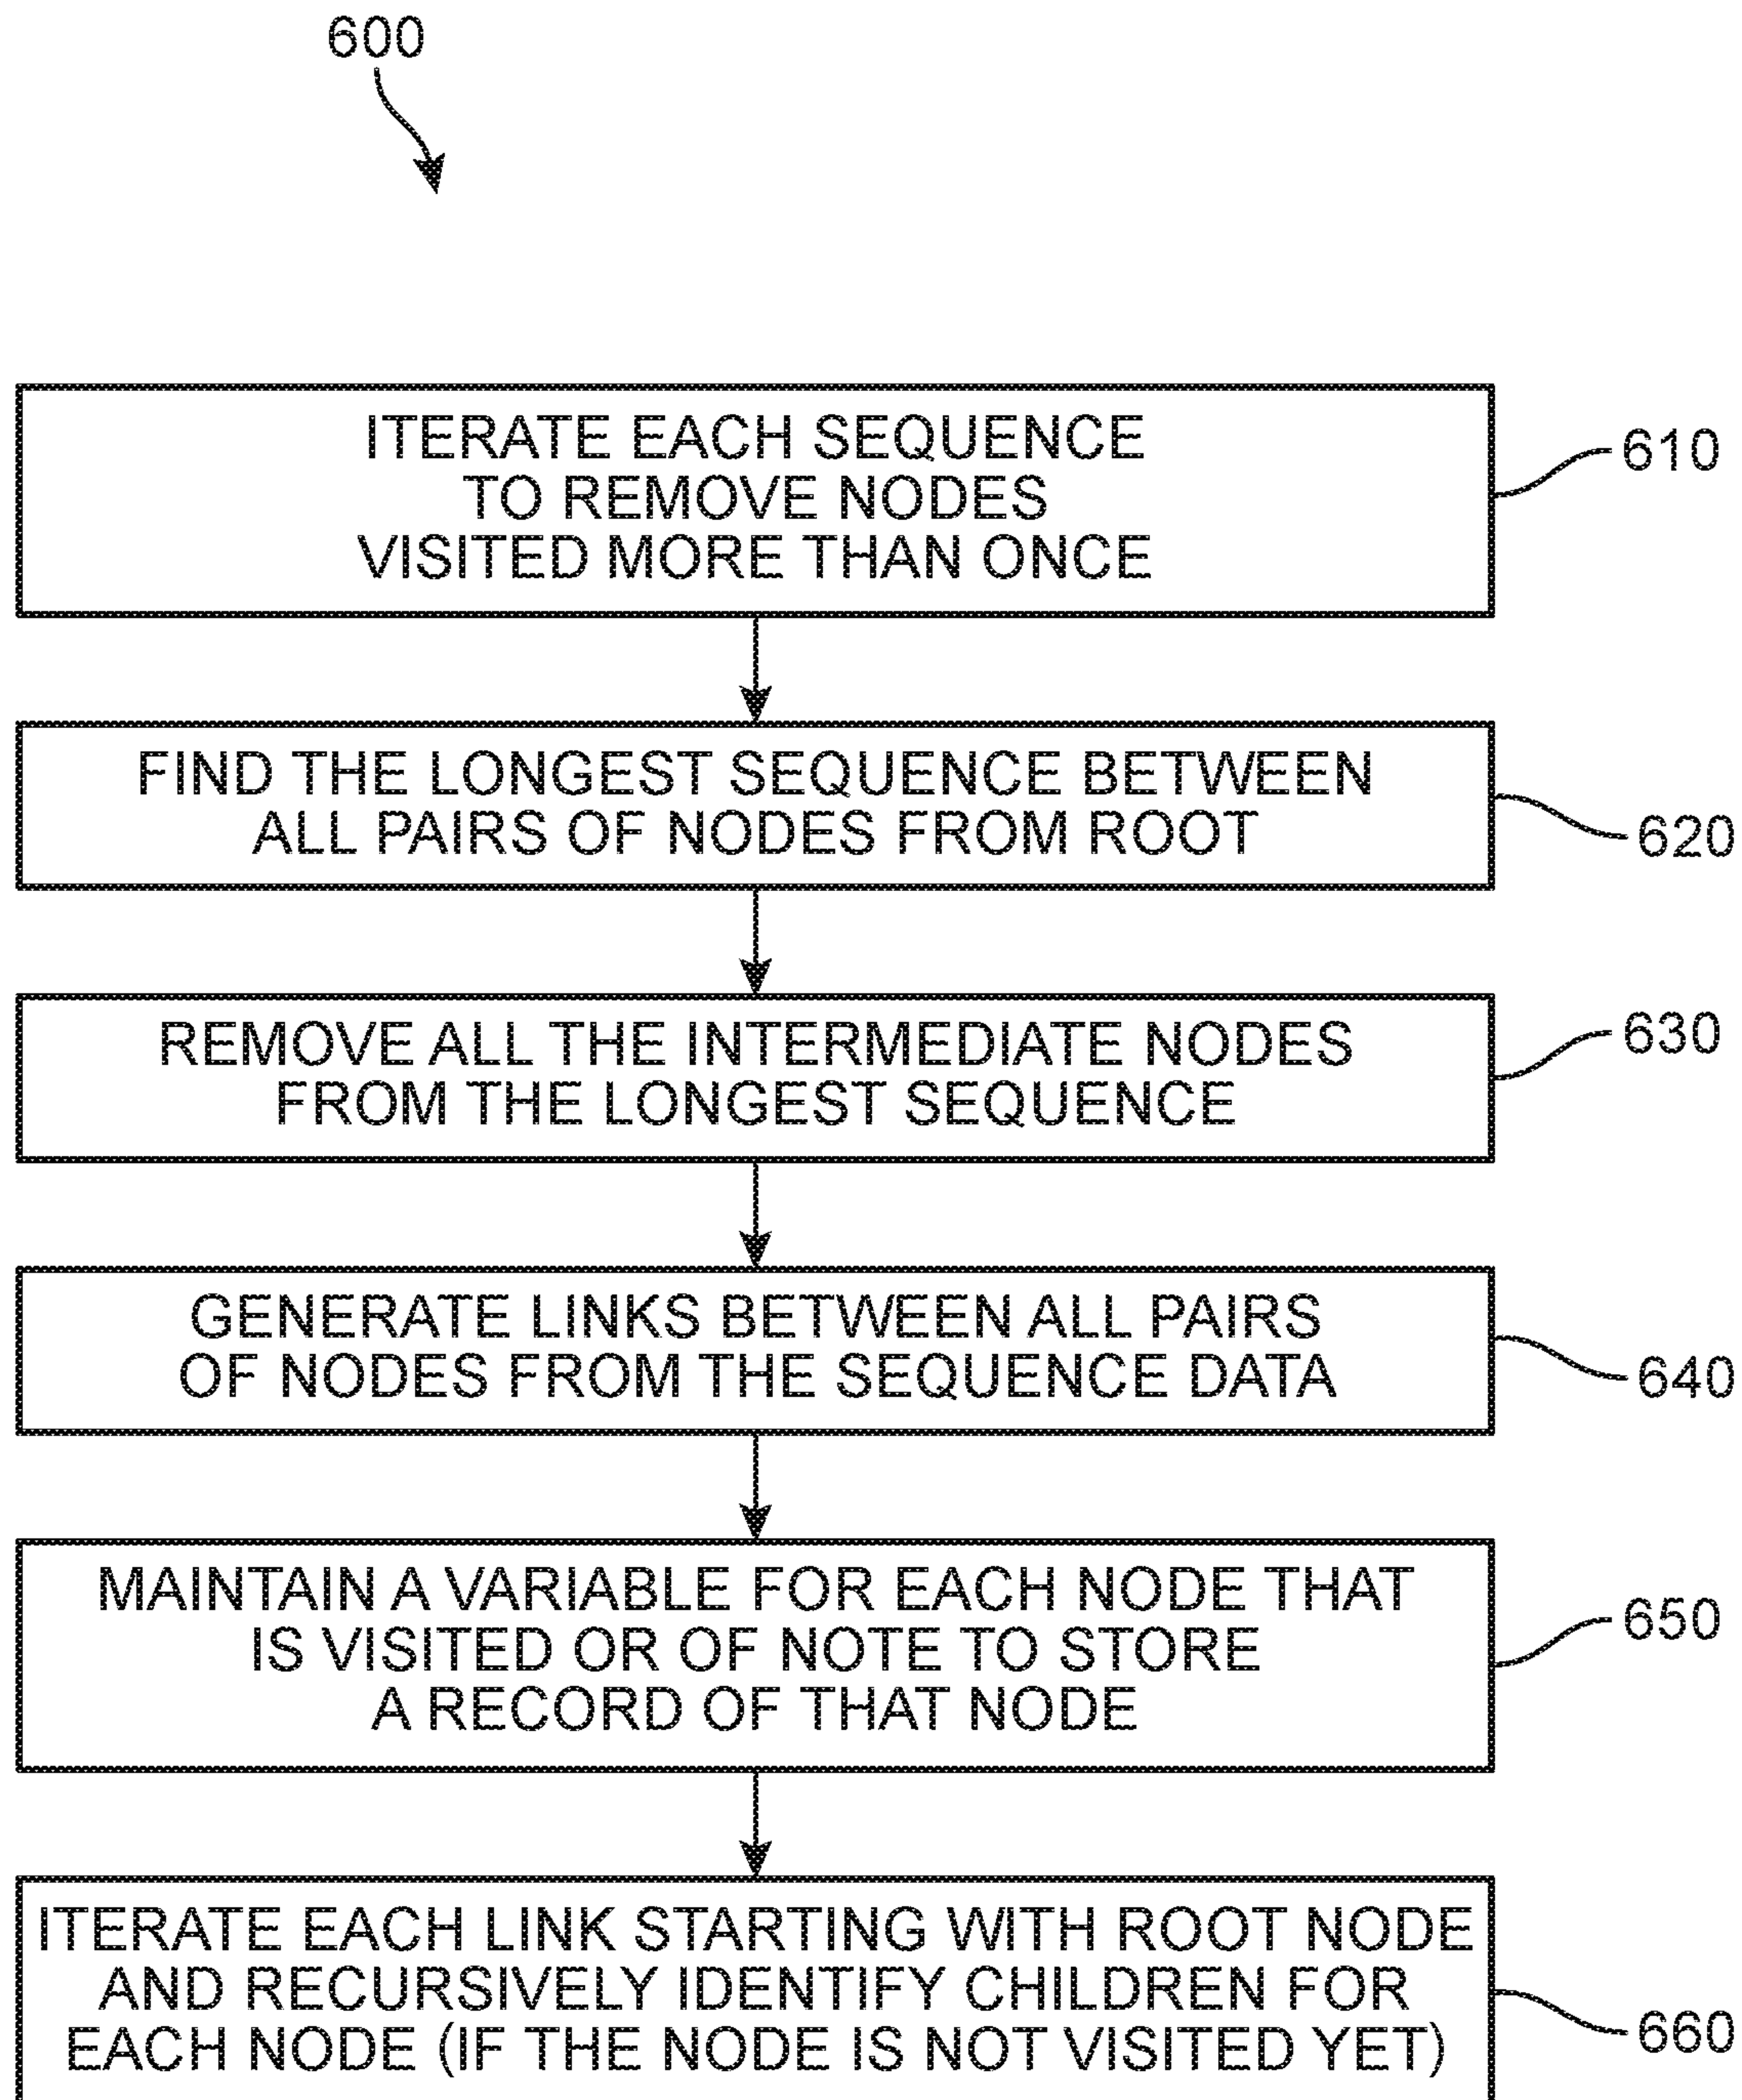 600
ITERATE EACH SEQUENCE
TO REMOVE NODES
VISITED MORE THAN ONCE
610
FIND THE LONGEST SEQUENCE BETWEEN
ALL PAIRS OF NODES FROM ROOT
620
REMOVE ALL THE INTERMEDIATE NODES
FROM THE LONGEST SEQUENCE
630
GENERATE LINKS BETWEEN ALL PAIRS
OF NODES FROM THE SEQUENCE DATA
640
MAINTAIN A VARIABLE FOR EACH NODE THAT
IS VISITED OR OF NOTE TO STORE
A RECORD OF THAT NODE
650
ITERATE EACH LINK STARTING WITH ROOT NODE
AND RECURSIVELY IDENTIFY CHILDREN FOR
EACH NODE (IF THE NODE IS NOT VISITED YET)
660